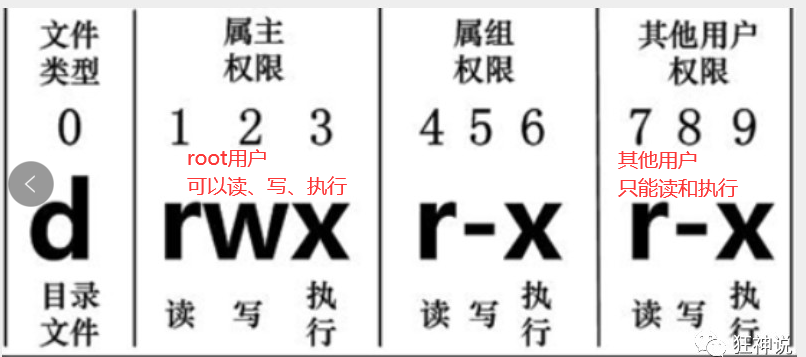 文件 属主 属组 其他用户
类型 权限 权限 权限
0 1 2 3 4 5 6 7 8 9
root用户 其他用户
可以读、写、执行 只能读和执行
d rwx r-x r-x
目录 读 写 执 读 写 执 读 写 执
文件 行 行 行
狂神说